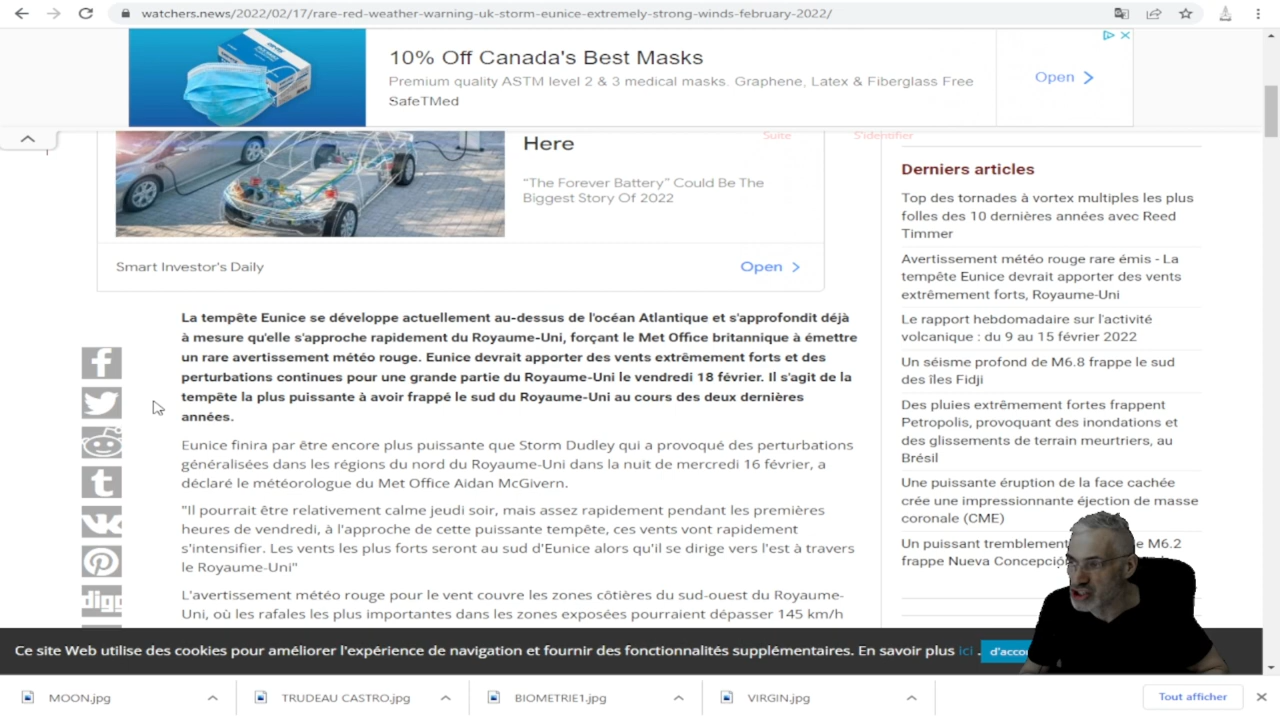 watchers.news/2022/02/17/rare-red-weather-warning-uk-storm-eunice-extremely-strong-winds-february-2022/
10% Off Canada's Best Masks
Premium quality ASTM level 2 & 3 medical masks. Graphene, Latex & Fiberglass Free
SafeTMed
Open
Suite
S'identifier
Here
"The Forever Battery" Could Be The
Biggest Story Of 2022
Smart Investor's Daily
Open
La tempête Eunice se développe actuellement au-dessus de l'océan Atlantique et s'approfondit déjà
à mesure qu'elle s'approche rapidement du Royaume-Uni, forçant le Met Office britannique à émettre
un rare avertissement météo rouge. Eunice devrait apporter des vents extrêmement forts et des
perturbations continues pour une grande partie du Royaume-Uni le vendredi 18 février. Il s'agit de la
tempête la plus puissante à avoir frappé le sud du Royaume-Uni au cours des deux dernières
années.
Eunice finira par être encore plus puissante que Storm Dudley qui a provoqué des perturbations
généralisées dans les régions du nord du Royaume-Uni dans la nuit de mercredi 16 février, a
déclaré le météorologue du Met Office Aidan McGivern.
"Il pourrait être relativement calme jeudi soir, mais assez rapidement pendant les premières
heures de vendredi, à l'approche de cette puissante tempête, ces vents vont rapidement
s'intensifier. Les vents les plus forts seront au sud d'Eunice alors qu'il se dirige vers l'est à travers
le Royaume-Uni"
L'avertissement météo rouge pour le vent couvre les zones côtières du sud-ouest du Royaume-
Uni, où les rafales les plus importantes dans les zones exposées pourraient dépasser 145 km/h
digg
Derniers articles
Top des tornades à vortex multiples les plus
folles des 10 dernières années avec Reed
Timmer
Avertissement météo rouge rare émis - La
tempête Eunice devrait apporter des vents
extrêmement forts, Royaume-Uni
Le rapport hebdomadaire sur l'activité
volcanique : du 9 au 15 février 2022
Un séisme profond de M6.8 frappe le sud
des îles Fidji
Des pluies extrêmement fortes frappent
Petropolis, provoquant des inondations et
des glissements de terrain meurtriers, au
Brésil
Une puissante éruption de la face cachée
crée une impressionnante éjection de masse
coronale (CME)
Un puissant M6.2
frappe Nueva
Ce site Web utilise des cookies pour améliorer l'expérience de navigation et fournir des fonctionnalités supplémentaires. En savoir plus ici .
MOON.jpg
TRUDEAU CASTRO.jpg
BIOMETRIE1.jpg
VIRGIN.jpg
Tout afficher